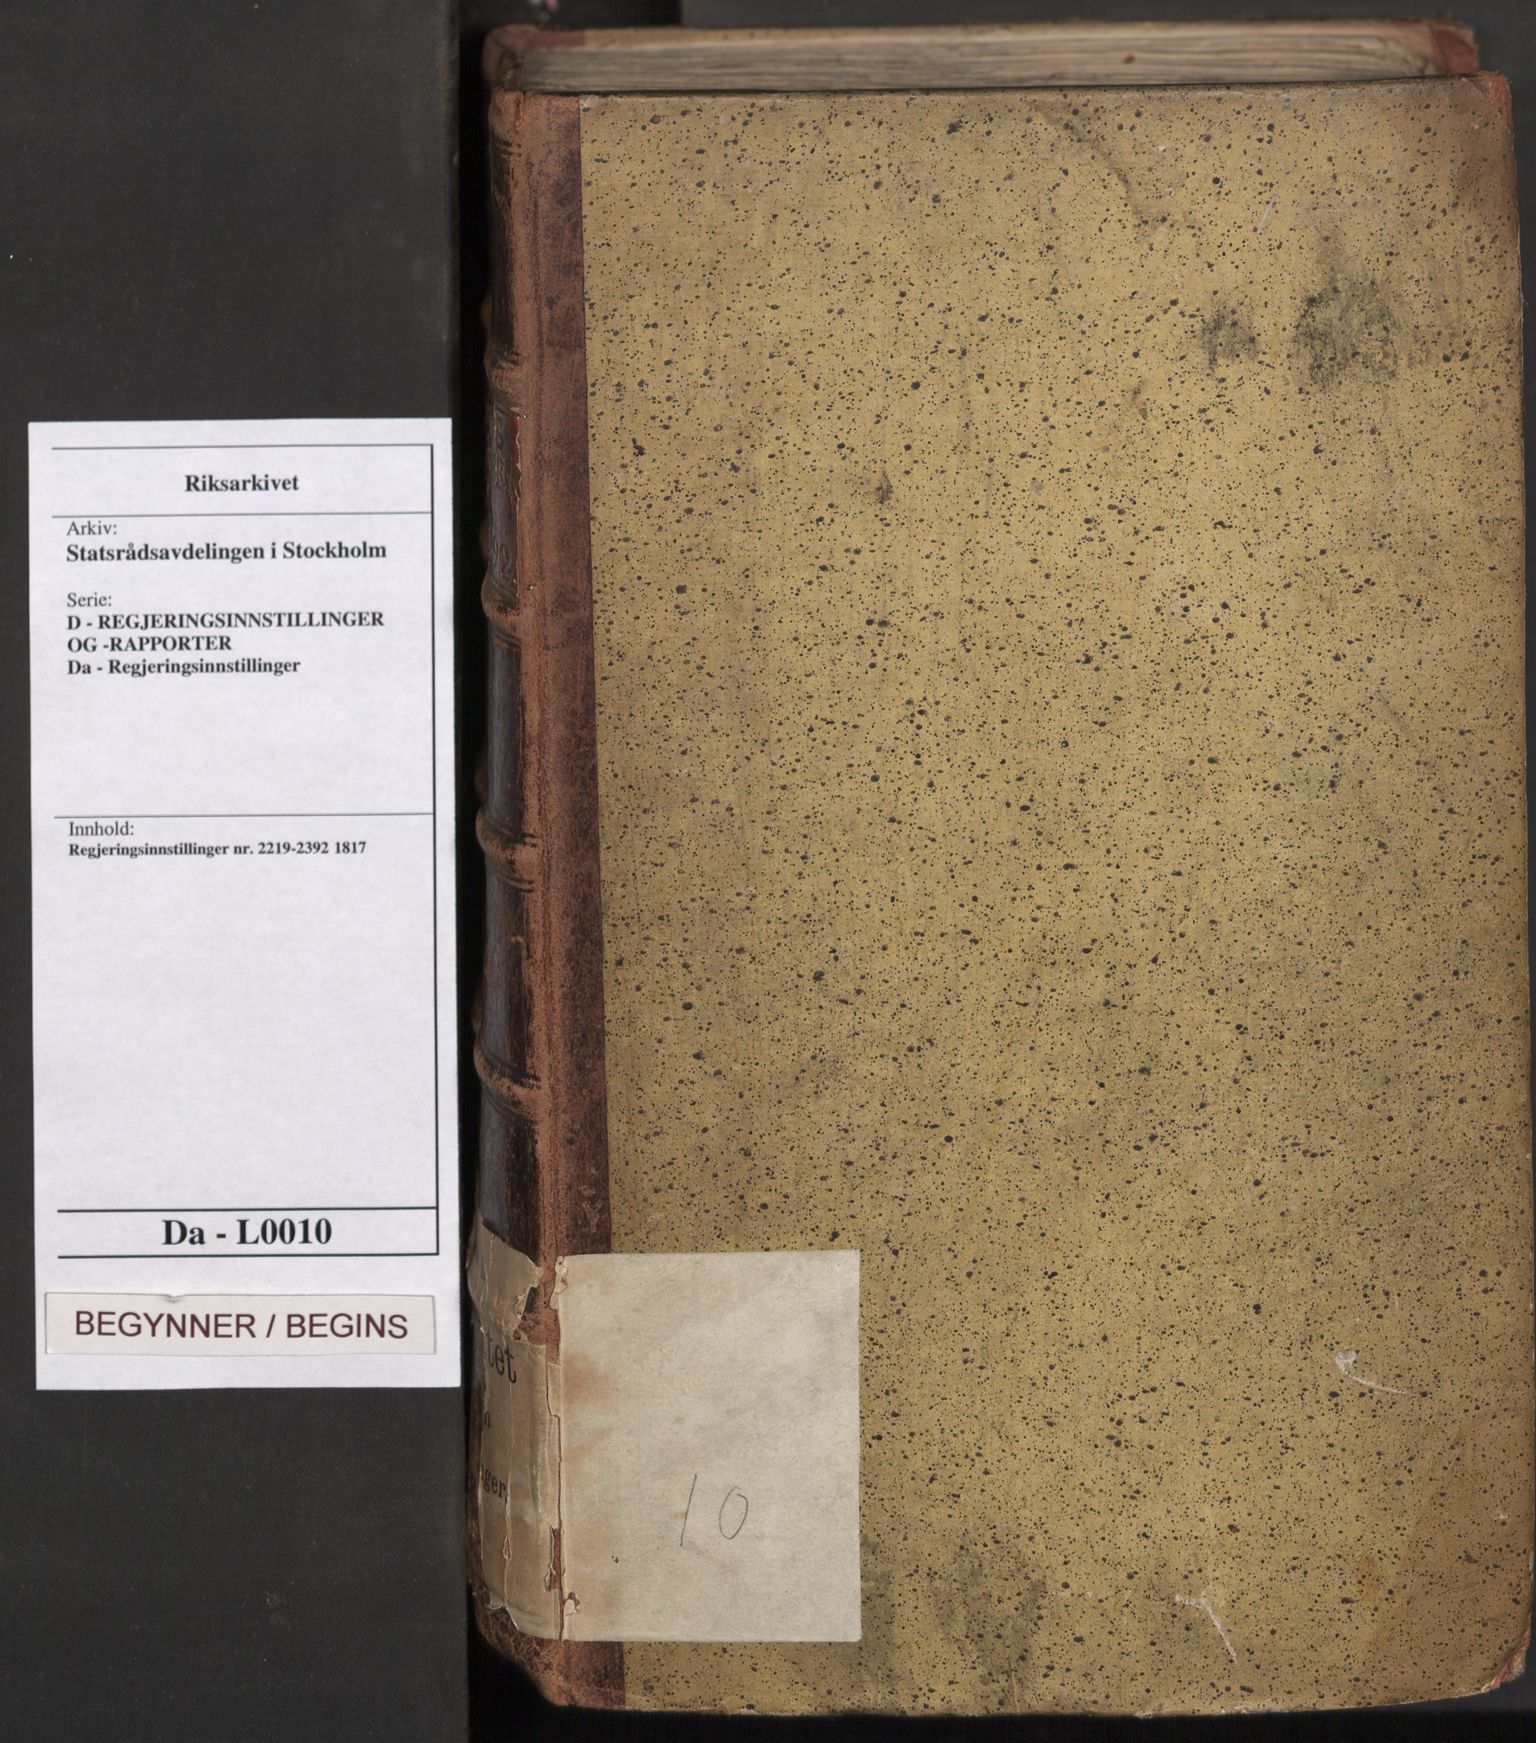 Riksarkivet
Arkiv:
Statsrådsavdelingen i Stockholm
Serie:
D - REGJERINGSINNSTILLINGER
OG -RAPPORTER
Da - Regjeringsinnstillinger
Innhold:
Regjeringsinnstillinger nr. 2219-2392 1817
Da - L0010
BEGYNNER / BEGINS
10